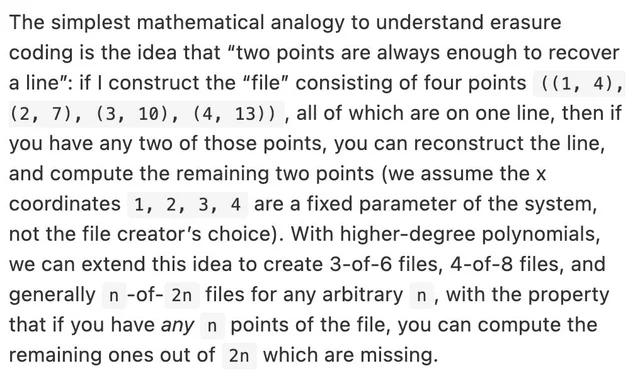 The simplest mathematical analogy to understand erasure
coding is the idea that “two points are always enough to recover
a line”: if I construct the “file” consisting of four points ((1, 4),
(2, 7), (3, 10), (4, 13)) , all of which are on one line, then if
you have any two of those points, you can reconstruct the line,
and compute the remaining two points (we assume the x
coordinates 1, 2, 3, 4 are a fixed parameter of the system,
not the file creator’s choice). With higher-degree polynomials,
we can extend this idea to create 3-of-6 files, 4-of-8 files, and
generally n -of- 2n files for any arbitrary n , with the property
that if you have any n points of the file, you can compute the
remaining ones out of 2n which are missing.